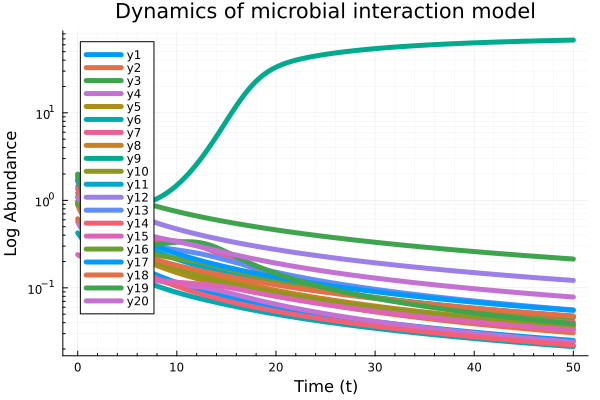 Dynamics of microbial interaction model
Log Abundance
10¹
10⁰
10⁻¹
y1
y2
y3
y4
y5
y6
y7
y8
y9
y10
y11
y12
y13
y14
y15
y16
y17
y18
y19
y20
0 10 20 30 40 50
Time (t)